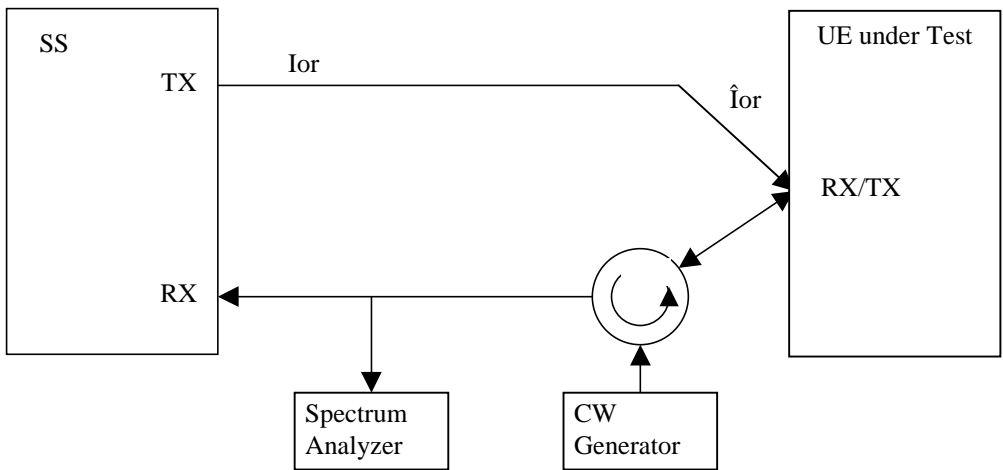 SS
UE under Test
TX
Ior
Îor
RX/TX
RX
Spectrum
Analyzer
CW
Generator